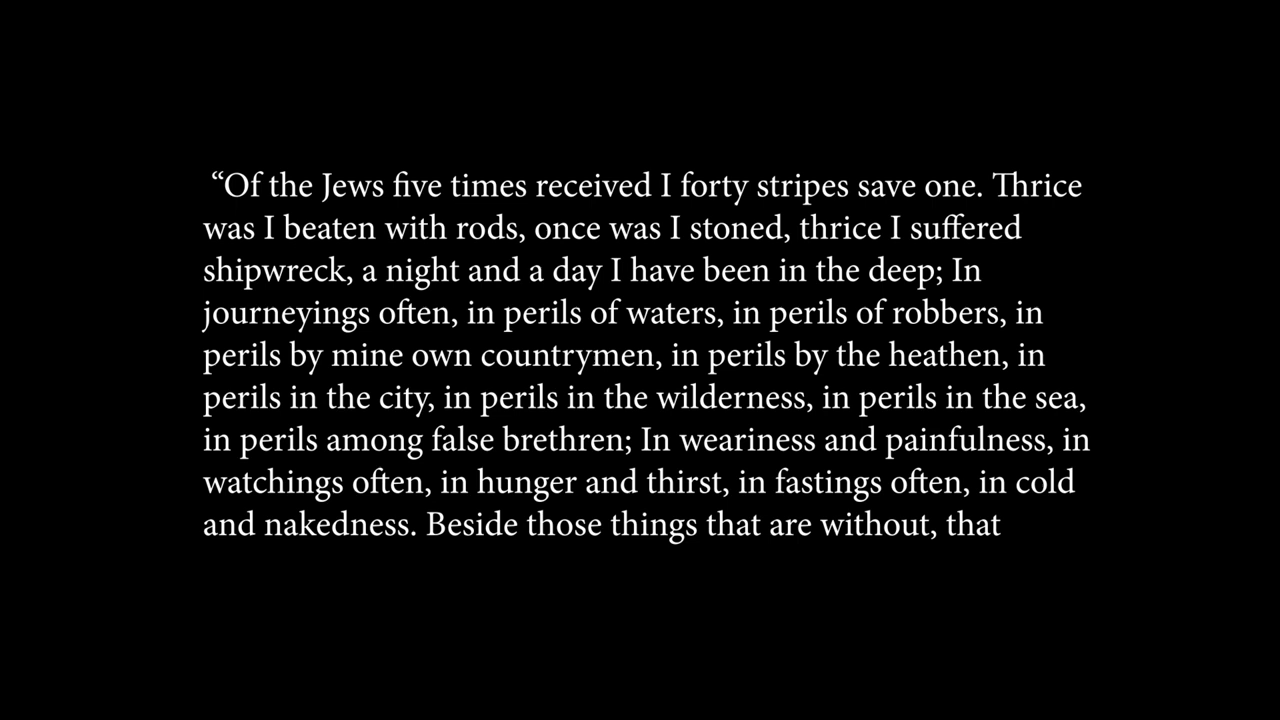 “Of the Jews five times received I forty stripes save one. Thrice
was I beaten with rods, once was I stoned, thrice I suffered
shipwreck, a night and a day I have been in the deep; In
journeyings often, in perils of waters, in perils of robbers, in
perils by mine own countrymen, in perils by the heathen, in
perils in the city, in perils in the wilderness, in perils in the sea,
in perils among false brethren; In weariness and painfulness, in
watchings often, in hunger and thirst, in fastings often, in cold
and nakedness. Beside those things that are without, that